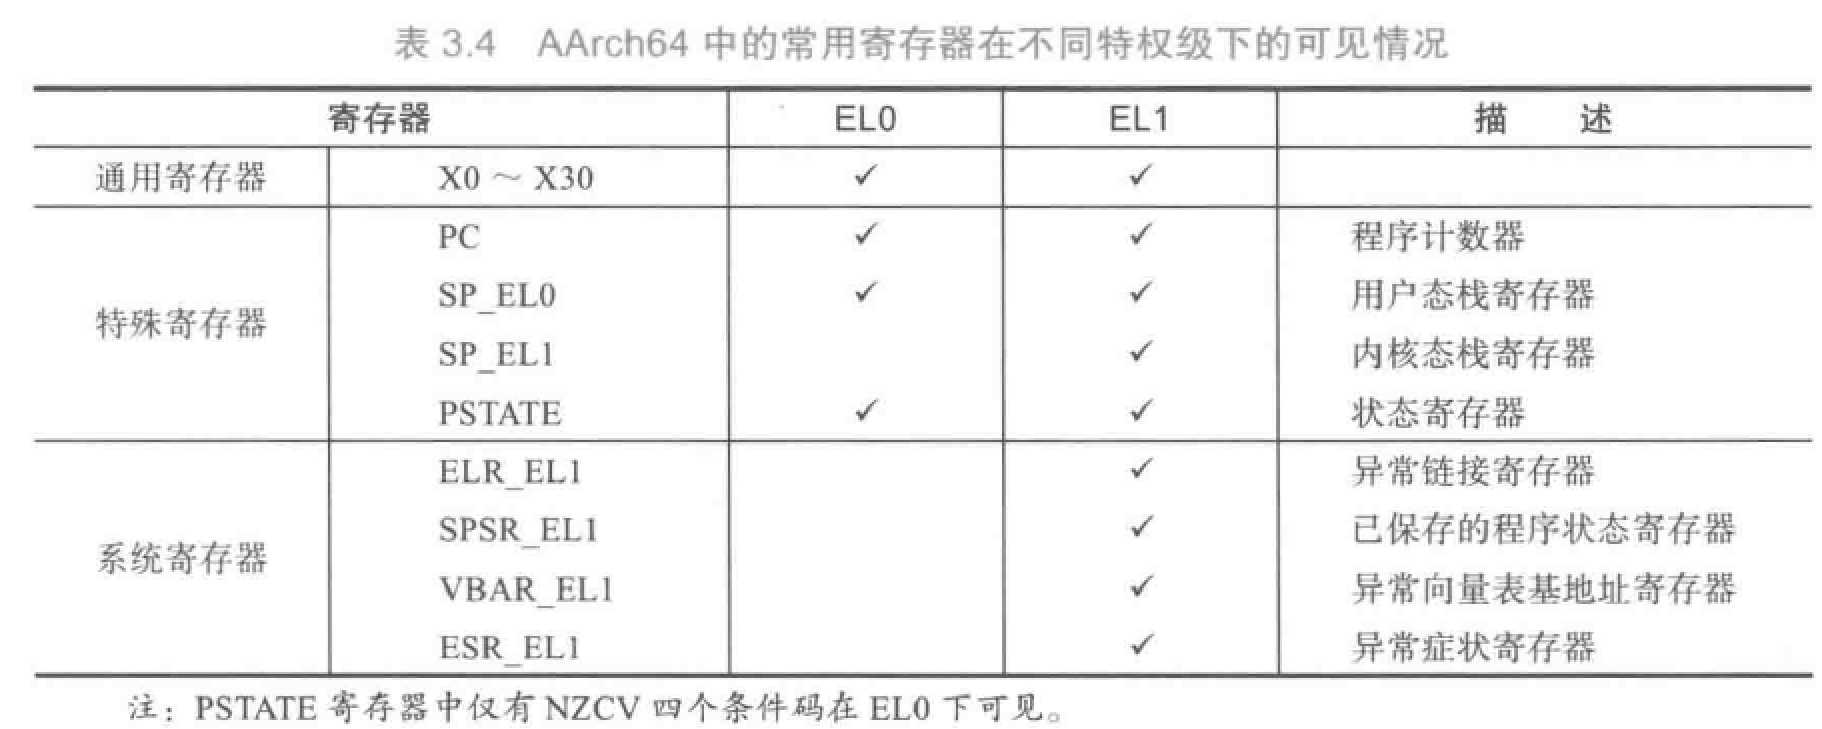 表 3.4 AArch64 中的常用寄存器在不同特权级下的可见情况
寄存器 EL0 EL1 描 述
通用寄存器 X0 ～ X30 ✓ ✓
PC ✓ ✓ 程序计数器
SP_EL0 ✓ ✓ 用户态栈寄存器
特殊寄存器
SP_EL1 ✓ 内核态栈寄存器
PSTATE ✓ ✓ 状态寄存器
ELR_EL1 ✓ 异常链接寄存器
SPSR_EL1 ✓ 已保存的程序状态寄存器
系统寄存器
VBAR_EL1 ✓ 异常向量表基地址寄存器
ESR_EL1 ✓ 异常症状寄存器
注：PSTATE 寄存器中仅有 NZCV 四个条件码在 EL0 下可见。